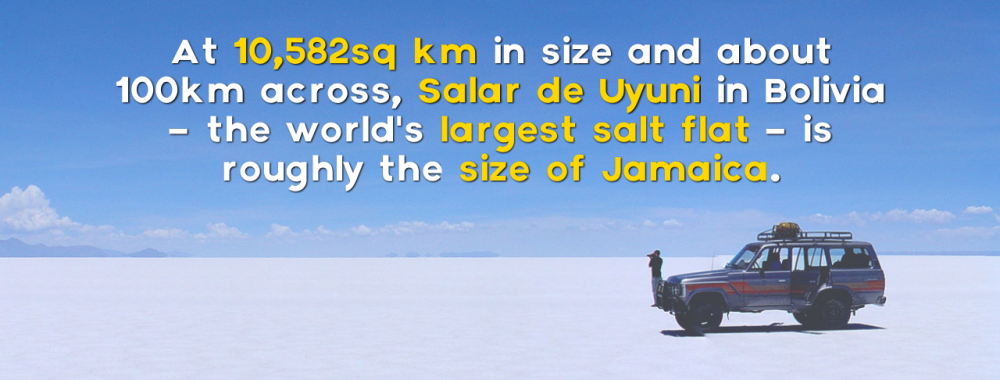 At 10,582sq km in size and about
100km across, Salar de Uyuni in Bolivia
– the world's largest salt flat – is
roughly the size of Jamaica.